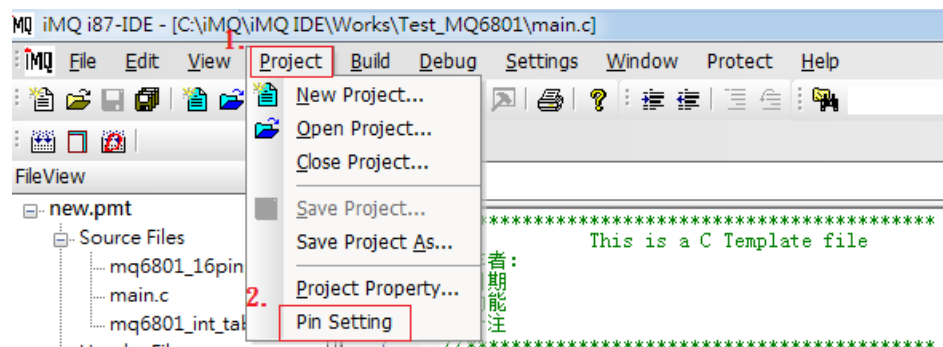 MQ iMQ i87-IDE - [C:\iMQ\iMQ IDE\Works\Test_MQ6801\main.c]
1.
iMQ File Edit View Project Build Debug Settings Window Protect Help
New Project...
Open Project...
Close Project...
FileView
new.pmt
Save Project...
***************************************
Source Files
Save Project As...
This is a C Template file
者:
mq6801_16pin
期
main.c
2.
Project Property...
能
mq6801_int_tab
Pin Setting
注